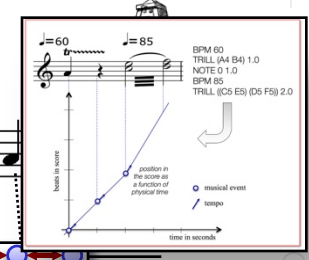 ♩=60
♩=85
BPM 60
TRILL (A4 B4) 1.0
NOTE 0 1.0
BPM 85
TRILL ((C5 E5) (D5 F5)) 2.0
beats in score
position in
the score as
a function of
physical time
musical event
tempo
time in seconds